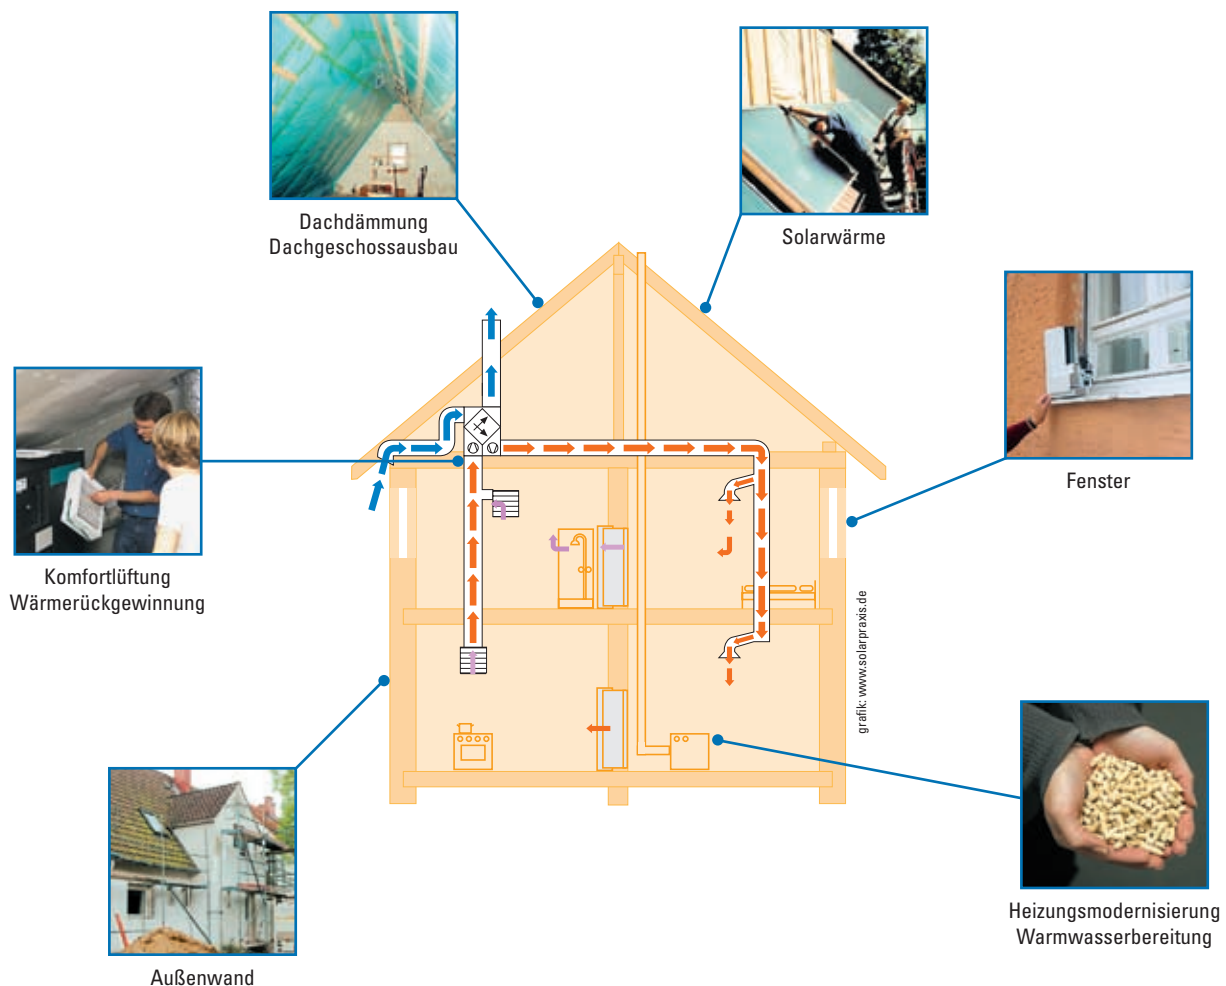 Dachdämmung
Dachgeschossausbau
Solarwärme
Fenster
Komfortlüftung
Wärmerückgewinnung
grafik: www.solarpraxis.de
Heizungsmodernisierung
Warmwasserbereitung
Außenwand